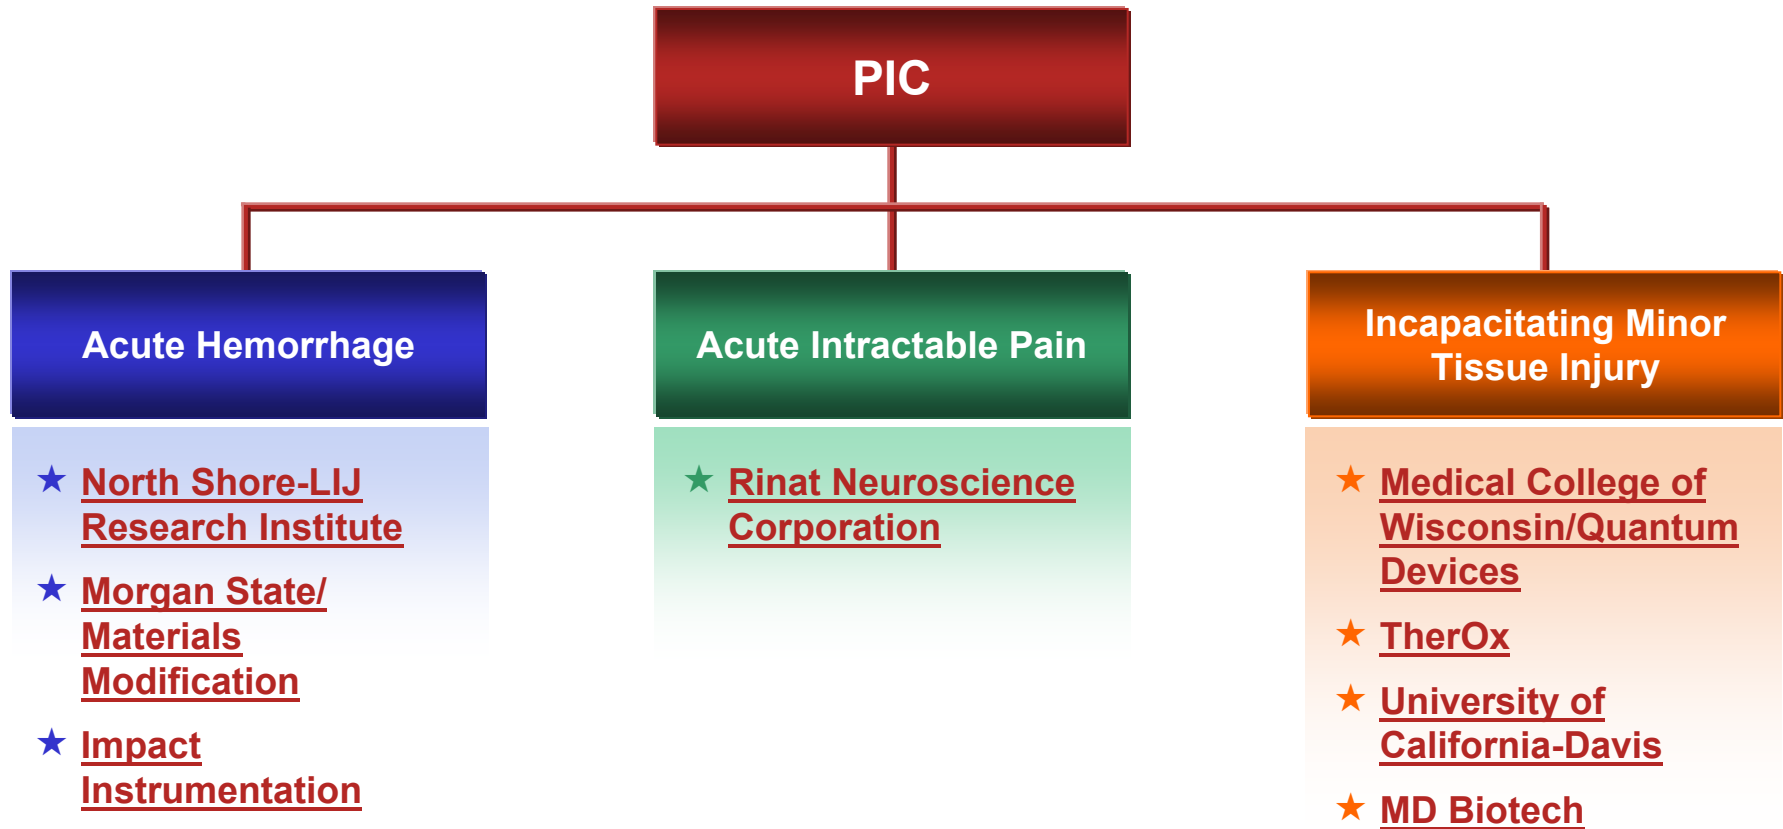 PIC
Acute Hemorrhage
Acute Intractable Pain
Incapacitating Minor
Tissue Injury
North Shore-LIJ
Research Institute
Morgan State/
Materials
Modification
Impact
Instrumentation
Rinat Neuroscience
Corporation
Medical College of
Wisconsin/Quantum
Devices
TherOx
University of
California-Davis
MD Biotech